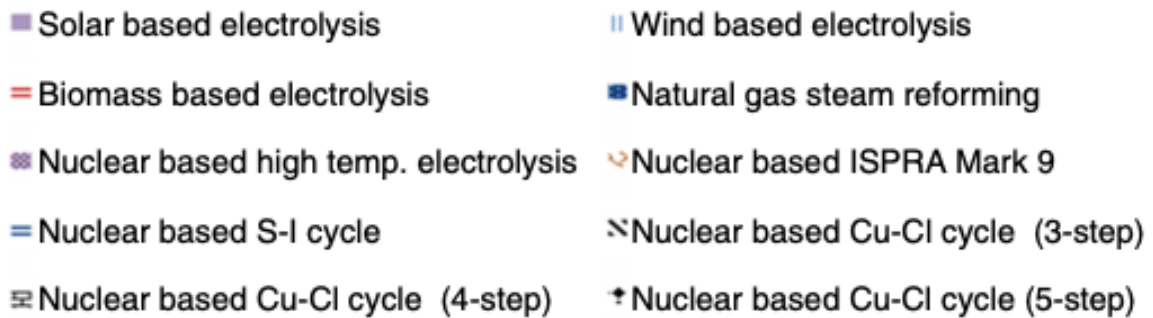 Solar based electrolysis
Wind based electrolysis
Biomass based electrolysis
Natural gas steam reforming
Nuclear based high temp. electrolysis
Nuclear based ISPRA Mark 9
Nuclear based S-I cycle
Nuclear based Cu-Cl cycle (3-step)
Nuclear based Cu-Cl cycle (4-step)
Nuclear based Cu-Cl cycle (5-step)